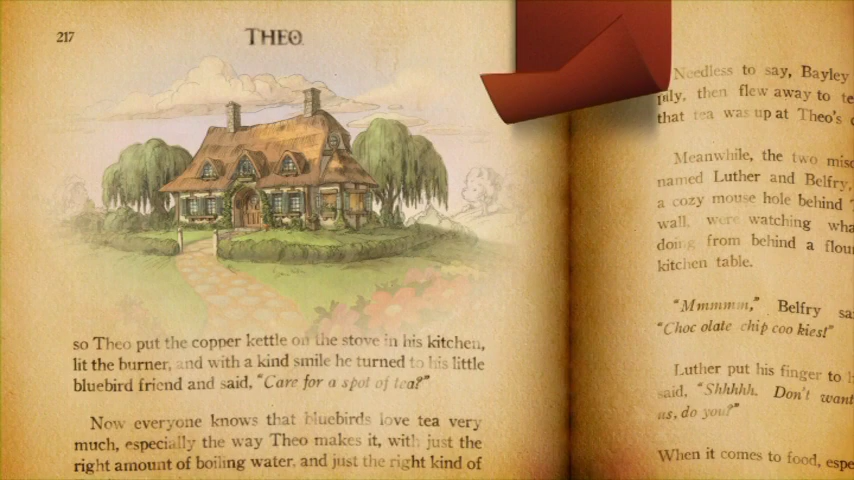 217
THEO
so Theo put the copper kettle on the stove in his kitchen,
lit the burner, and with a kind smile he turned to his little
bluebird friend and said, "Care for a spot of tea?"
Now everyone knows that bluebirds love tea very
much, especially the way Theo makes it, with just the
right amount of boiling water, and just the right kind of
Needless to say, Bayley
then flew away to
that tea was up at Theo's
Meanwhile, the two
named Luther and Belfry,
a cozy mouse hole behind
wall, were watching
doing from behind a
kitchen table.
"Mmmmm," Belfry
"Choc olate chip coo kies!"
Luther put his finger to
said, "Shhhhh. Don't want
us, do you?"
When it comes to food,